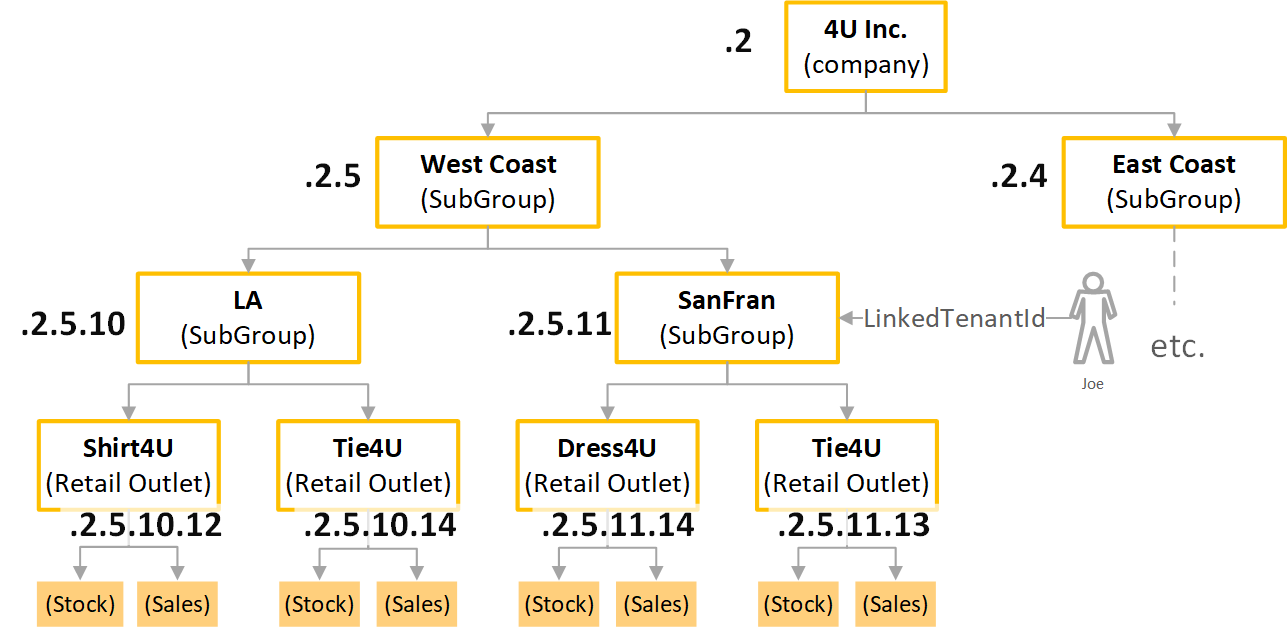 4U Inc.
(company)
.2
West Coast
(SubGroup)
.2.5
East Coast
(SubGroup)
.2.4
LA
(SubGroup)
.2.5.10
SanFran
(SubGroup)
.2.5.11
LinkedTenantId
Joe
etc.
Shirt4U
(Retail Outlet)
.2.5.10.12
Tie4U
(Retail Outlet)
.2.5.10.14
Dress4U
(Retail Outlet)
.2.5.11.14
Tie4U
(Retail Outlet)
.2.5.11.13
(Stock)
(Sales)
(Stock)
(Sales)
(Stock)
(Sales)
(Stock)
(Sales)